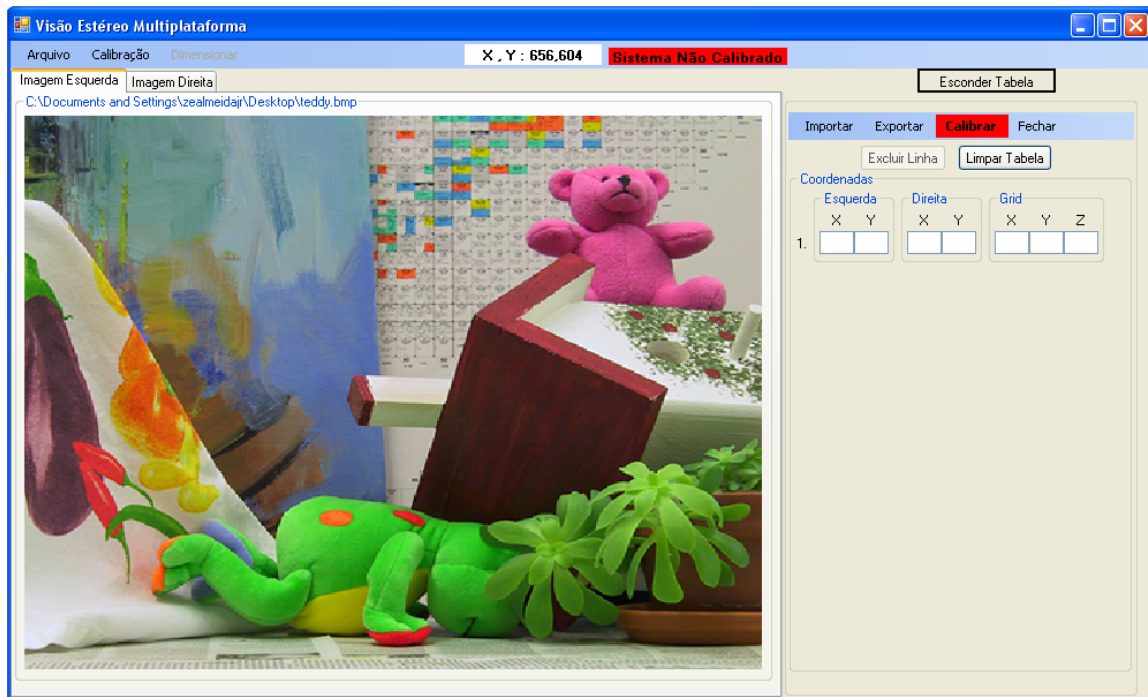 Visão Estéreo Multiplataforma
Arquivo Calibração Dimensionar X , Y : 656,604 Sistema Não Calibrado
Imagem Esquerda Imagem Direita Esconder Tabela
C:\Documents and Settings\zealmeidajr\Desktop\teddy.bmp
Importar Exportar Calibrar Fechar
Excluir Linha Limpar Tabela
Coordenadas
Esquerda Direita Grid
X Y X Y X Y Z
1.